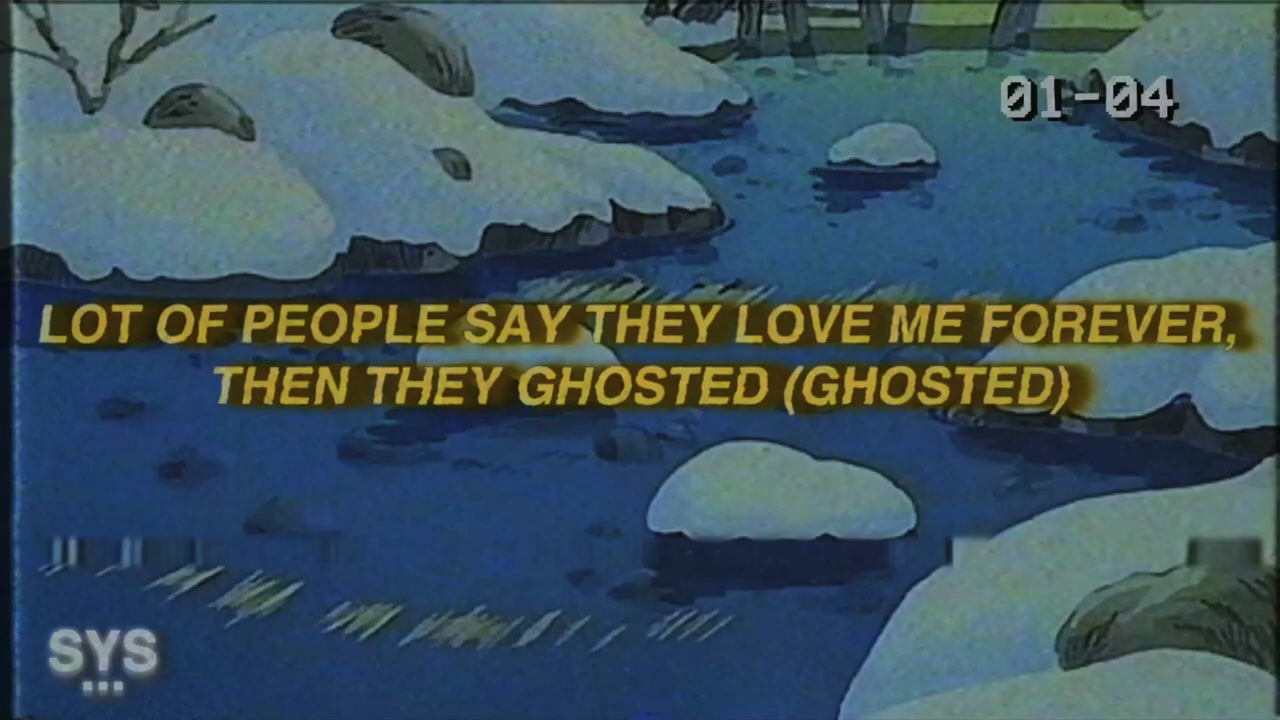 01-04
LOT OF PEOPLE SAY THEY LOVE ME FOREVER,
THEN THEY GHOSTED (GHOSTED)
SYS